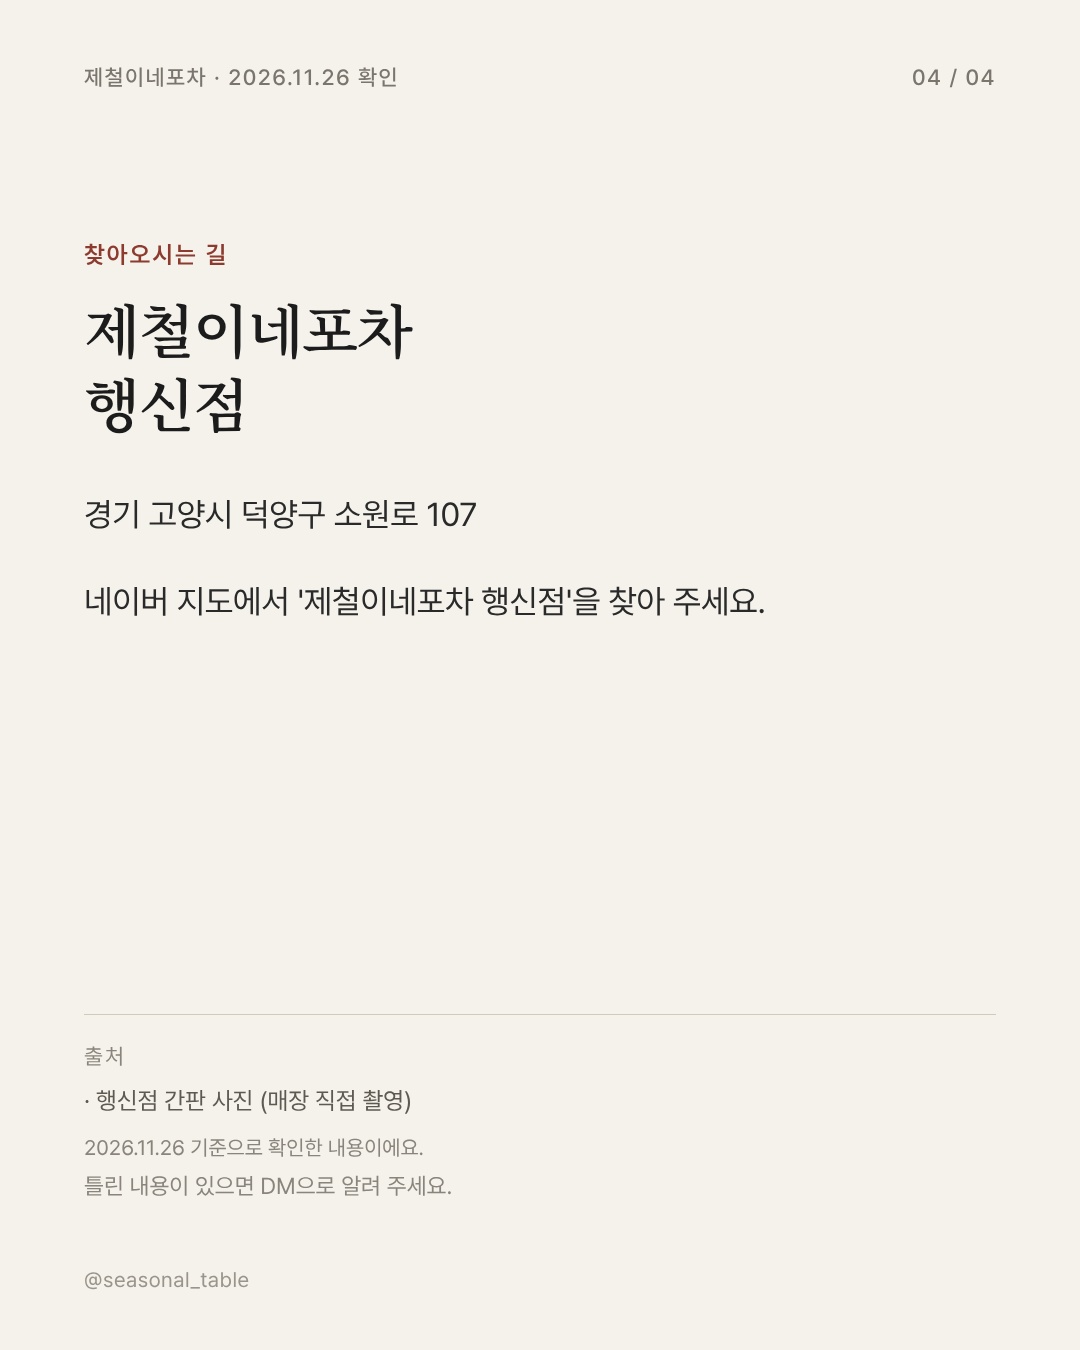 제철이네포차 · 2026.11.26 확인
04 / 04
찾아오시는 길
제철이네포차
행신점
경기 고양시 덕양구 소원로 107
네이버 지도에서 '제철이네포차 행신점'을 찾아 주세요.
출처
· 행신점 간판 사진 (매장 직접 촬영)
2026.11.26 기준으로 확인한 내용이에요.
틀린 내용이 있으면 DM으로 알려 주세요.
@seasonal_table